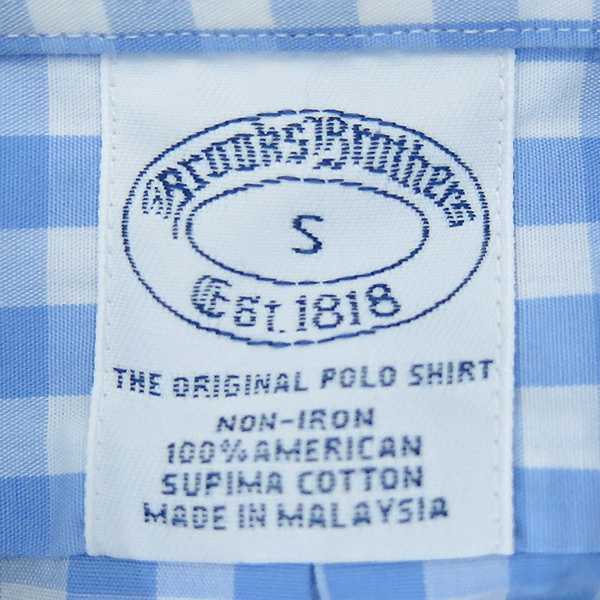 Brooks Brothers
S
Est. 1818
THE ORIGINAL POLO SHIRT
NON-IRON
100% AMERICAN
SUPIMA COTTON
MADE IN MALAYSIA